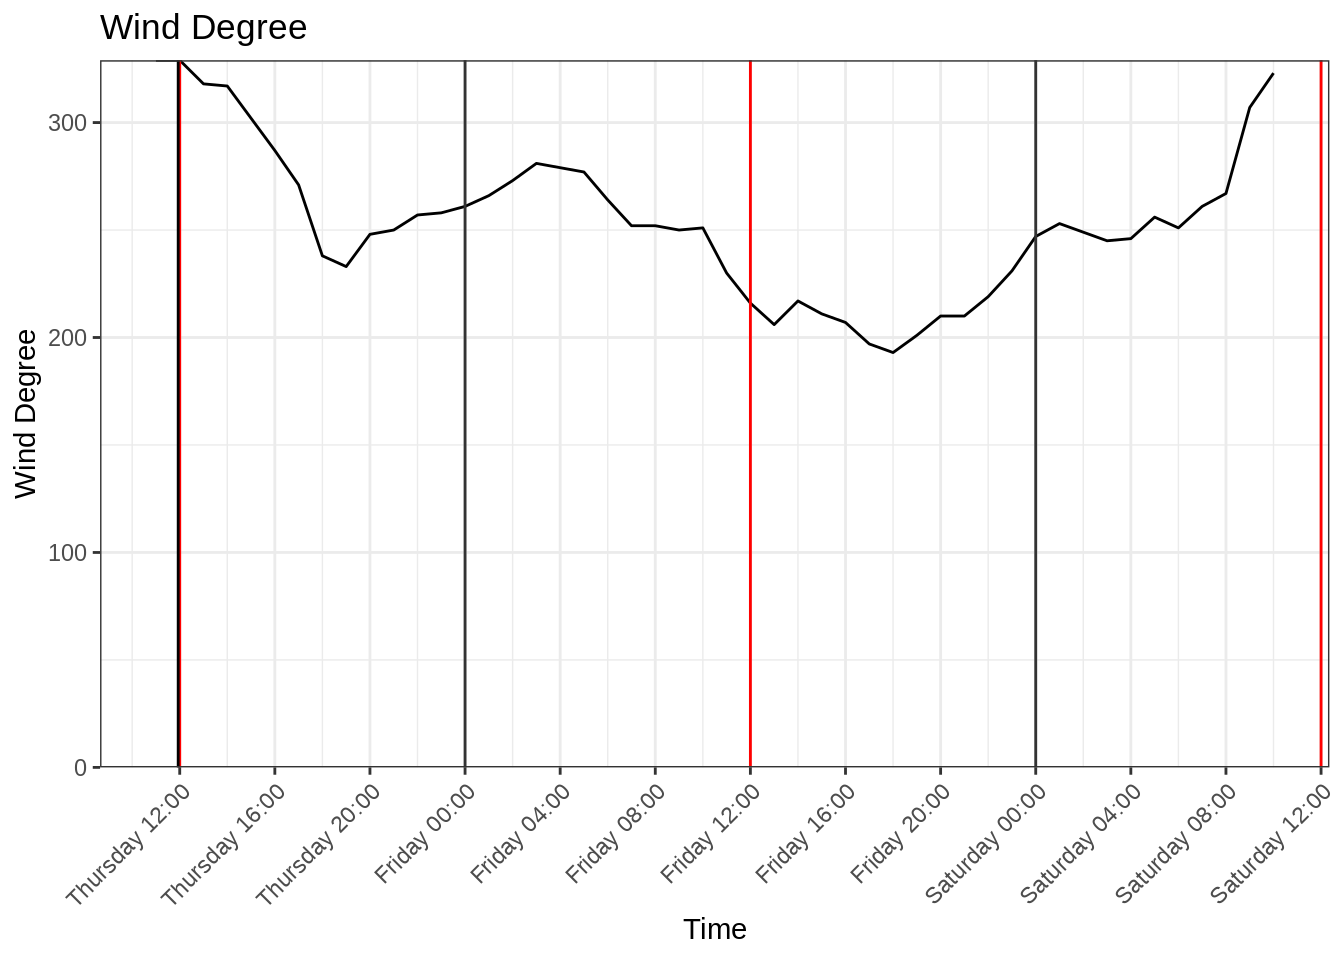 Wind Degree
Wind Degree
300
200
100
0
Thursday 12:00
Thursday 16:00
Thursday 20:00
Friday 00:00
Friday 04:00
Friday 08:00
Friday 12:00
Friday 16:00
Friday 20:00
Saturday 00:00
Saturday 04:00
Saturday 08:00
Saturday 12:00
Time